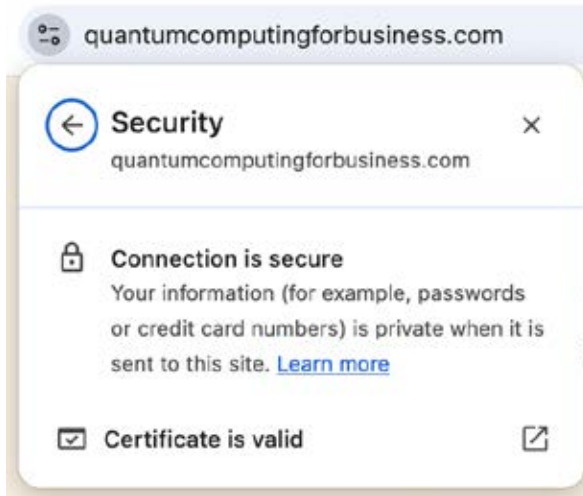 quantumcomputingforbusiness.com
Security
quantumcomputingforbusiness.com
Connection is secure
Your information (for example, passwords
or credit card numbers) is private when it is
sent to this site. Learn more
Certificate is valid